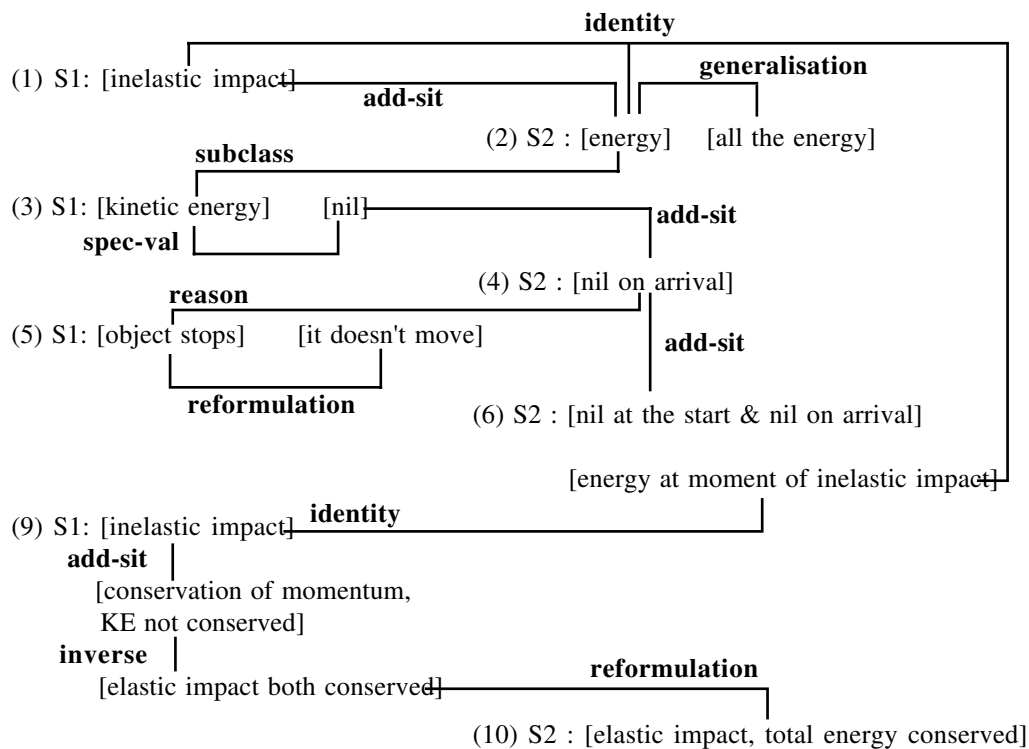 identity
(1) S1: [inelastic impact]
generalisation
add-sit
(2) S2 : [energy] [all the energy]
subclass
(3) S1: [kinetic energy] [nil]
add-sit
spec-val
(4) S2 : [nil on arrival]
reason
(5) S1: [object stops] [it doesn't move]
add-sit
reformulation
(6) S2 : [nil at the start & nil on arrival]
[energy at moment of inelastic impact]
identity
(9) S1: [inelastic impact]
add-sit
[conservation of momentum,
KE not conserved]
inverse
reformulation
[elastic impact both conserved]
(10) S2 : [elastic impact, total energy conserved]